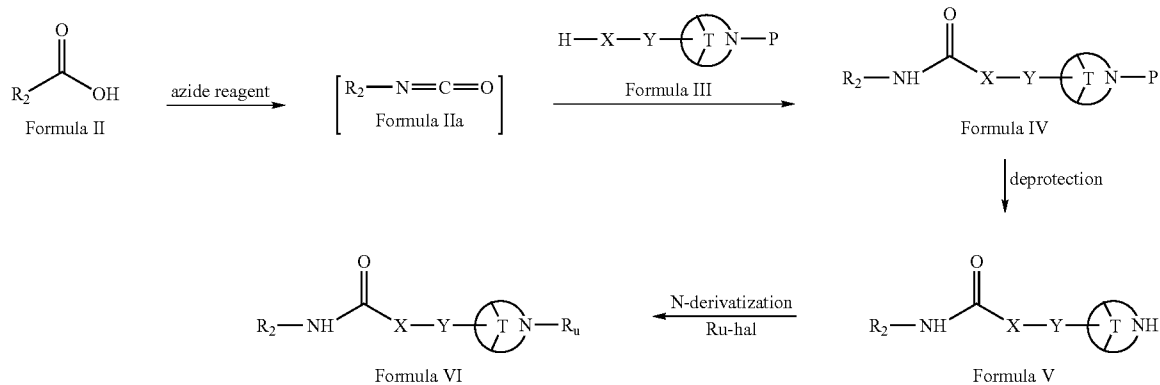 O
R₂
OH
Formula II
azide reagent
R₂—N=C=O
Formula IIa
H—X—Y—T N—P
Formula III
O
R₂—NH
X—Y—T N—P
Formula IV
deprotection
O
R₂—NH
X—Y—T NH
Formula V
N-derivatization
Ru-hal
O
R₂—NH
X—Y—T N—Rᵤ
Formula VI